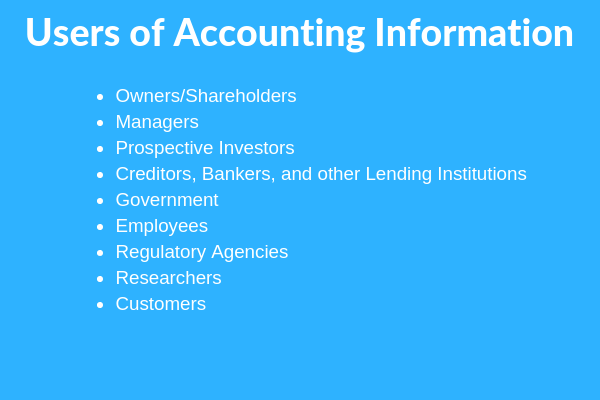 Users of Accounting Information
Owners/Shareholders
Managers
Prospective Investors
Creditors, Bankers, and other Lending Institutions
Government
Employees
Regulatory Agencies
Researchers
Customers